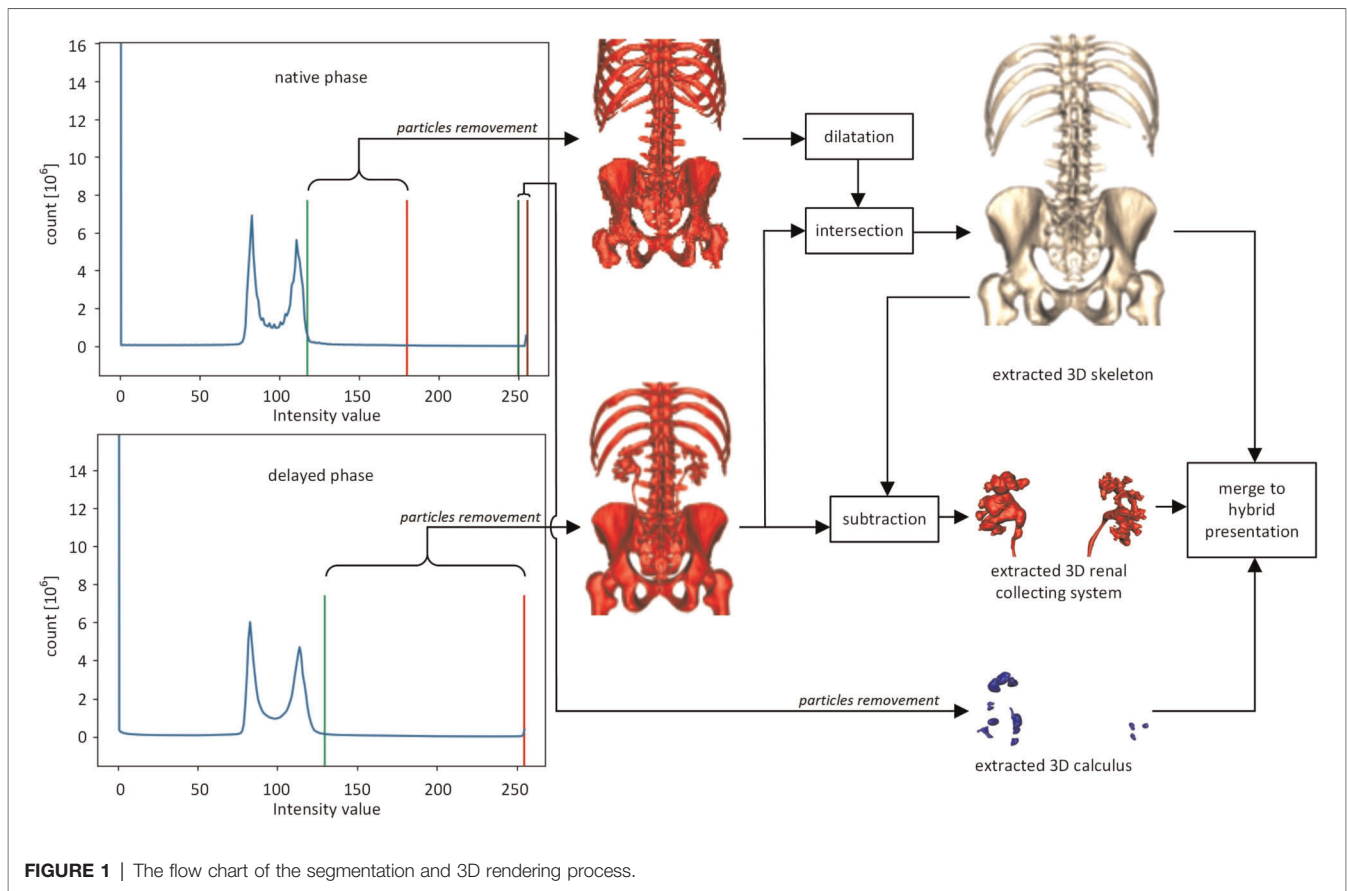 16
14
12
10
8
6
4
2
0
count [10⁶]
native phase
0 50 100 150 200 250
Intensity value
particles removement
dilatation
intersection
extracted 3D skeleton
14
12
10
8
6
4
2
0
count [10⁶]
delayed phase
0 50 100 150 200 250
Intensity value
particles removement
subtraction
extracted 3D renal
collecting system
merge to
hybrid
presentation
particles removement
extracted 3D calculus
FIGURE 1 | The flow chart of the segmentation and 3D rendering process.